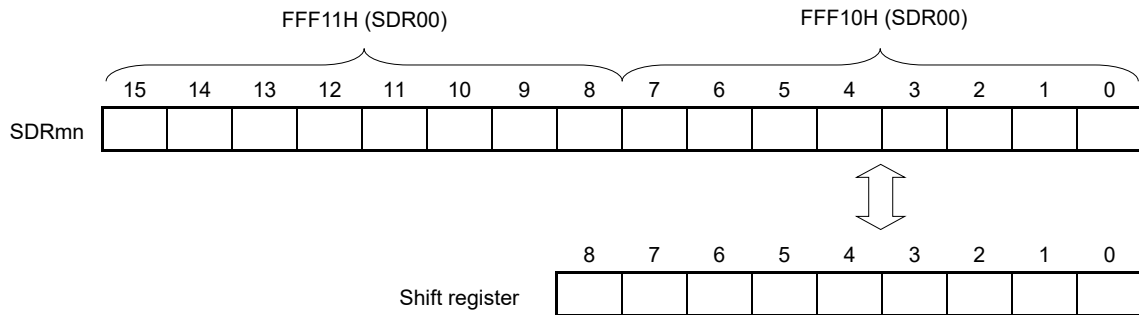 FFF11H (SDR00) FFF10H (SDR00)
15 14 13 12 11 10 9 8 7 6 5 4 3 2 1 0
SDRmn
8 7 6 5 4 3 2 1 0
Shift register